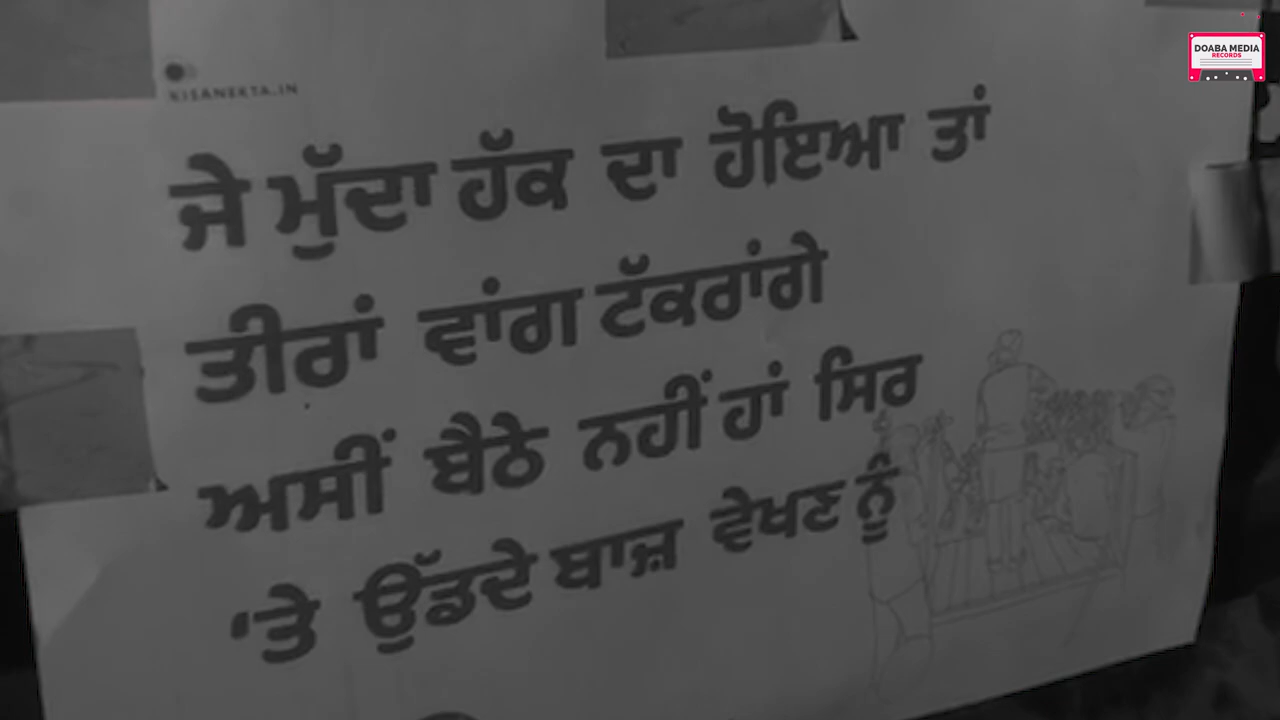 DOABA MEDIA
RECORDS
KISANEKTA.IN
ਜੇ ਮੁੱਦਾ ਹੱਕ ਦਾ ਹੋਇਆ ਤਾਂ
ਤੀਰਾਂ ਵਾਂਗ ਟੱਕਰਾਂਗੇ
ਅਸੀਂ ਬੈਠੇ ਨਹੀਂ ਹਾਂ ਸਿਰ
'ਤੇ ਉੱਡਦੇ ਬਾਜ਼ ਵੇਖਣ ਨੂੰ